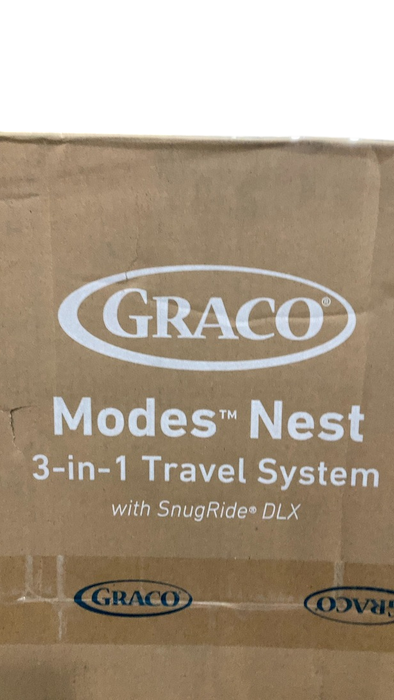 GRACO®
Modes™ Nest
3-in-1 Travel System
with SnugRide® DLX
GRACO GRACO